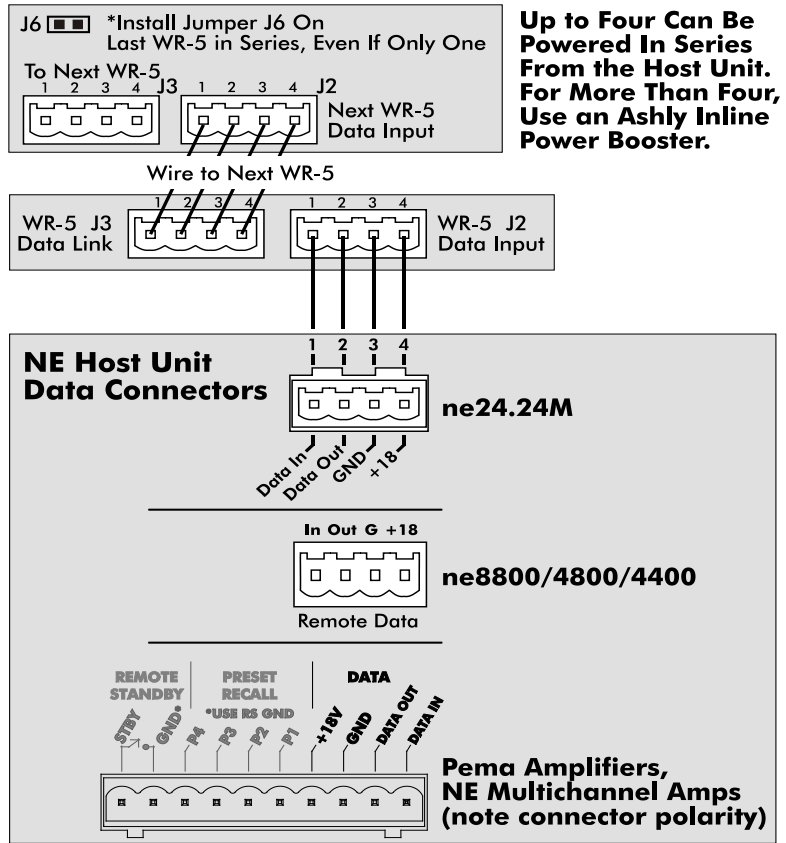 J6 *Install Jumper J6 On
Last WR-5 in Series, Even If Only One
Up to Four Can Be
Powered In Series
From the Host Unit.
For More Than Four,
Use an Ashly Inline
Power Booster.
To Next WR-5
1 2 3 4 J3
1 2 3 4 J2
Next WR-5
Data Input
Wire to Next WR-5
WR-5 J3
Data Link
1 2 3 4
1 2 3 4
WR-5 J2
Data Input
NE Host Unit
Data Connectors
1 2 3 4
ne24.24M
Data In
Data Out
GND
+18
In Out G +18
ne8800/4800/4400
Remote Data
REMOTE
STANDBY
PRESET
RECALL
*USE RS GND
DATA
STBY
GND*
P4
P3
P2
P1
+18V
GND
DATA OUT
DATA IN
Pema Amplifiers,
NE Multichannel Amps
(note connector polarity)